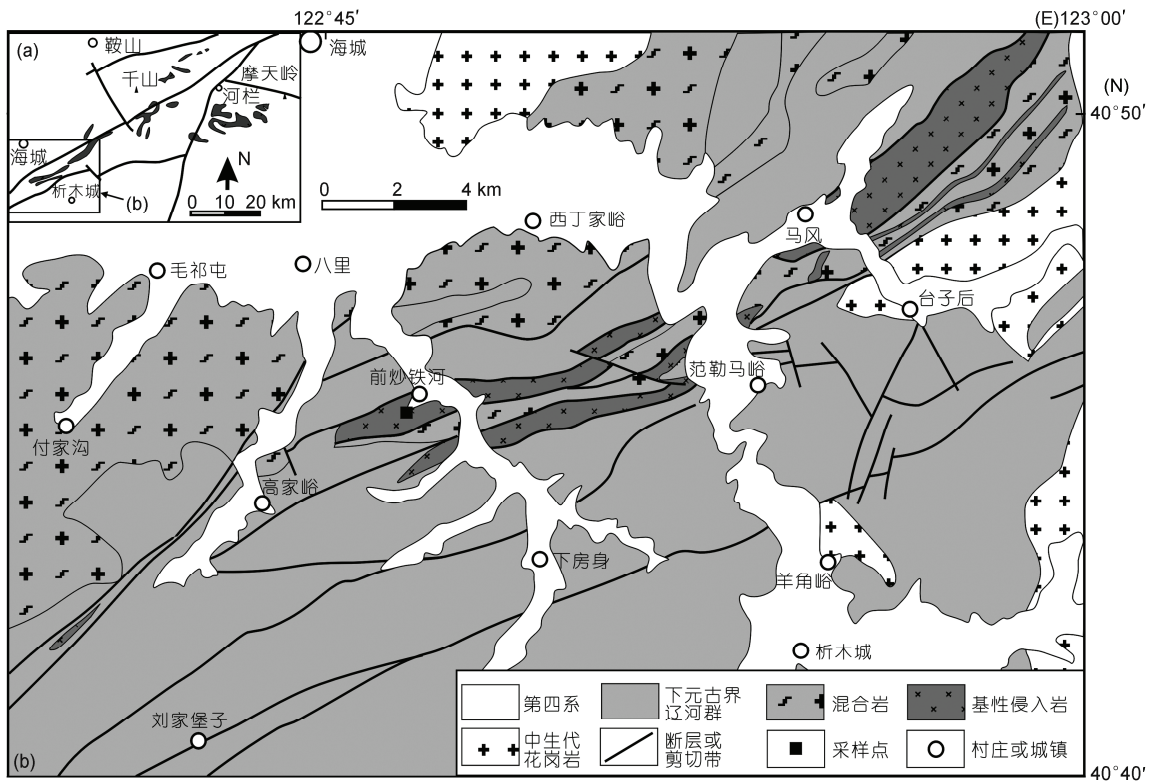 122°45′
(E)123°00′
(N)
40°50′
40°40′
(a)
鞍山
千山
摩天岭
河栏
海城
析木城
(b)
N
0 10 20 km
海城
0 2 4 km
西丁家峪
马风
毛祁屯
八里
台子后
前炒铁河
范勒马峪
付家沟
高家峪
下房身
羊角峪
析木城
刘家堡子
(b)
第四系
下元古界
辽河群
混合岩
基性侵入岩
中生代
花岗岩
断层或
剪切带
采样点
村庄或城镇